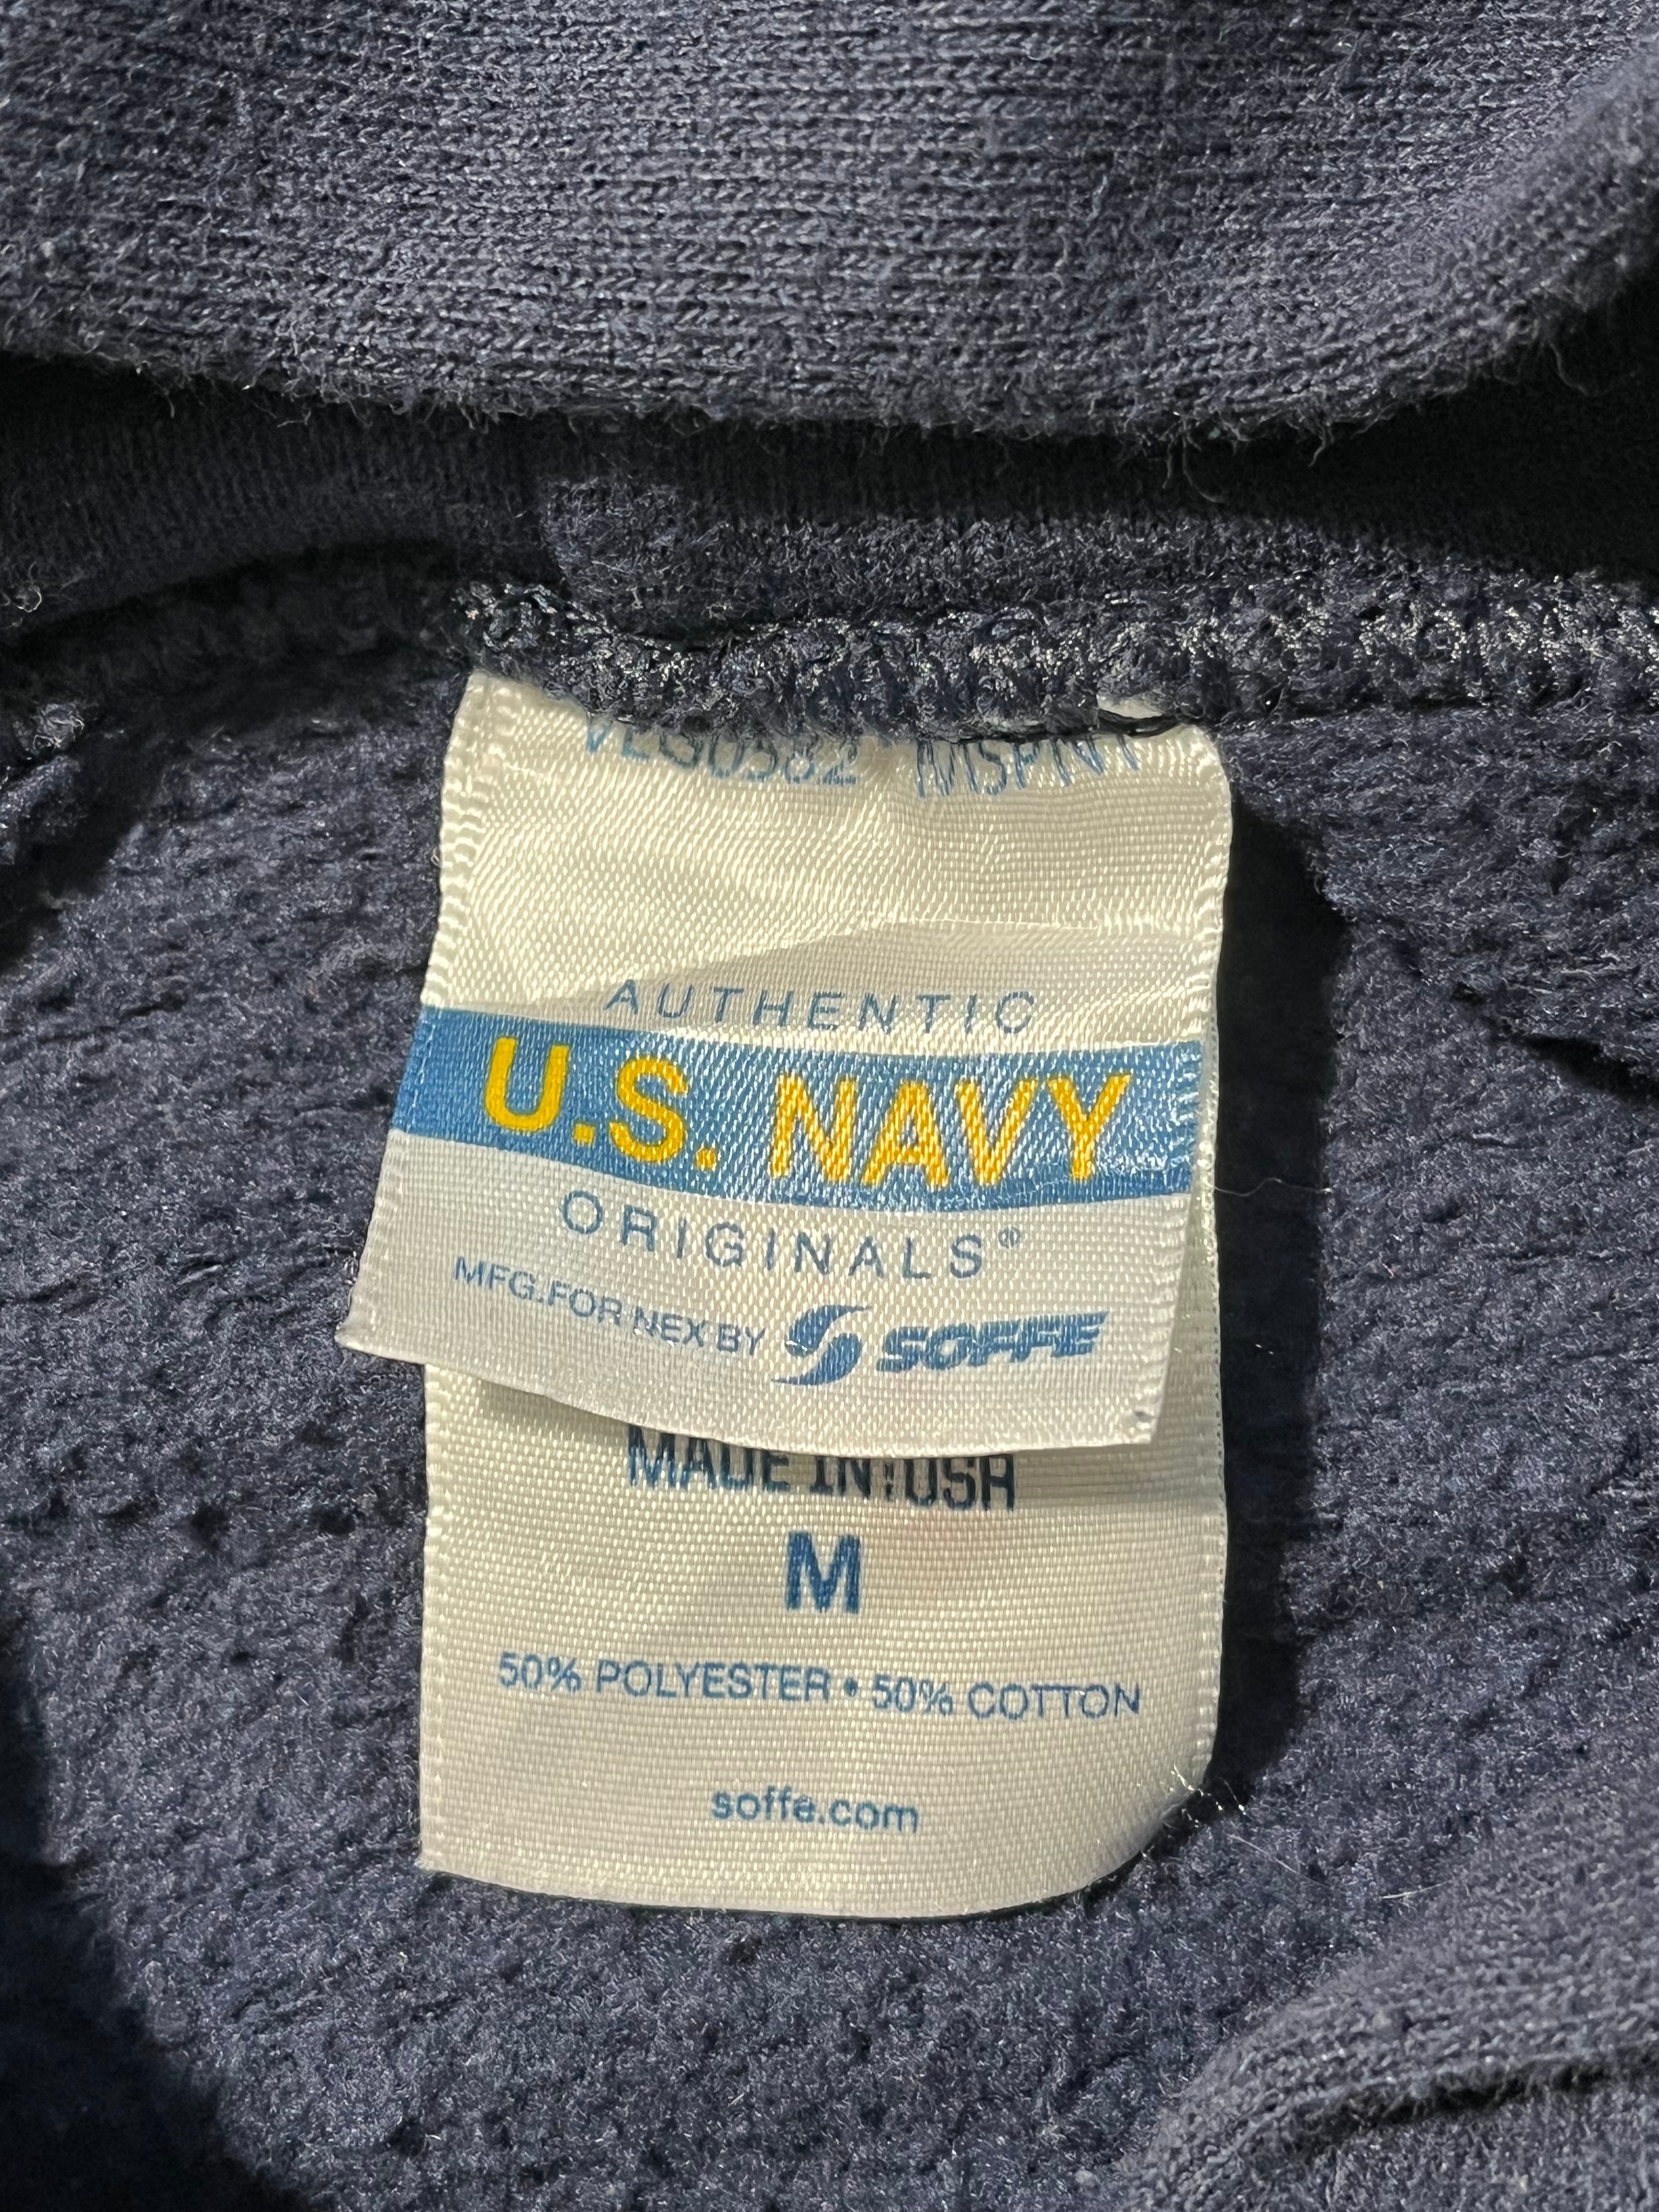 AUTHENTIC
U.S. NAVY
ORIGINALS®
MFG.FOR NEX BY SOFFE
MADE IN USA
M
50% POLYESTER • 50% COTTON
soffe.com